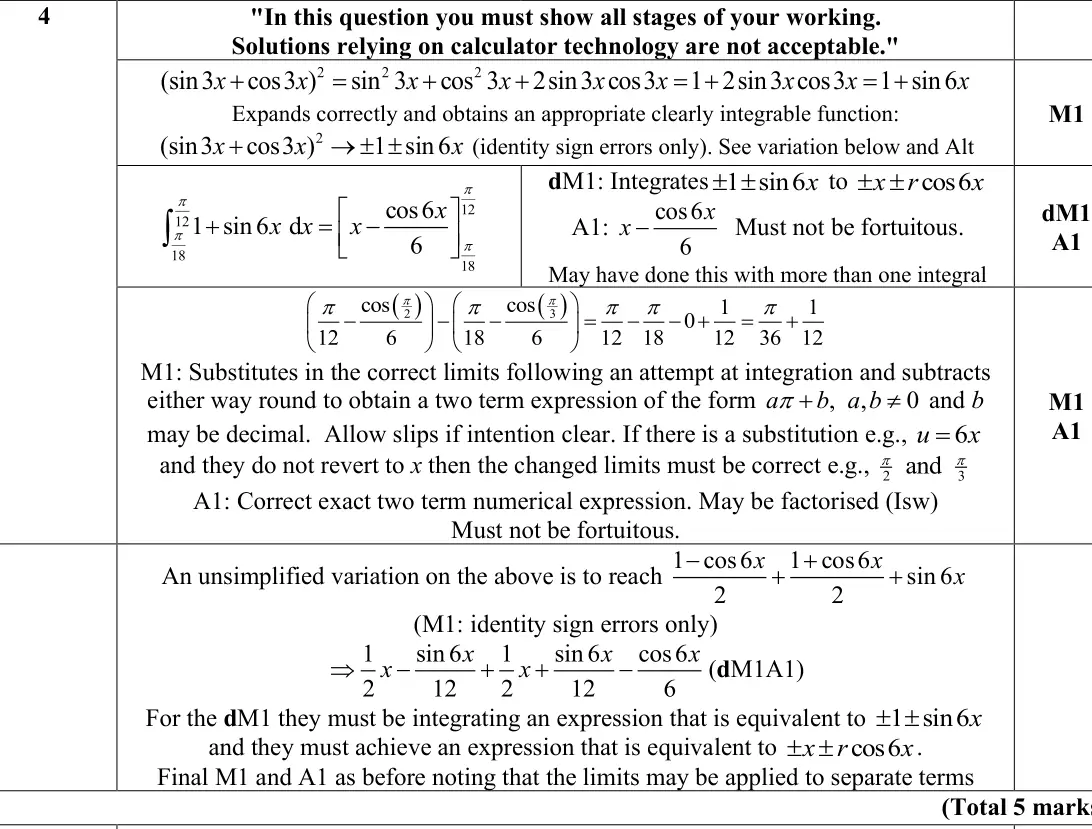 4
"In this question you must show all stages of your working.
Solutions relying on calculator technology are not acceptable."
(sin 3x + cos 3x)² = sin² 3x + cos² 3x + 2sin 3x cos 3x = 1 + 2sin 3x cos 3x = 1 + sin 6x
Expands correctly and obtains an appropriate clearly integrable function:
(sin 3x + cos 3x)² → ±1 ± sin 6x (identity sign errors only). See variation below and Alt
M1
∫_{π/18}^{π/12} 1 + sin 6x dx = [x − cos 6x / 6]_{π/18}^{π/12}
dM1: Integrates ±1 ± sin 6x to ±x ± r cos 6x
A1: x − cos 6x / 6 Must not be fortuitous.
May have done this with more than one integral
dM1
A1
(π/12 − cos(π/2)/6) − (π/18 − cos(π/3)/6) = π/12 − π/18 − 0 + 1/12 = π/36 + 1/12
M1: Substitutes in the correct limits following an attempt at integration and subtracts
either way round to obtain a two term expression of the form aπ + b, a, b ≠ 0 and b
may be decimal. Allow slips if intention clear. If there is a substitution e.g., u = 6x
and they do not revert to x then the changed limits must be correct e.g., π/2 and π/3
A1: Correct exact two term numerical expression. May be factorised (Isw)
Must not be fortuitous.
M1
A1
An unsimplified variation on the above is to reach (1 − cos 6x)/2 + (1 + cos 6x)/2 + sin 6x
(M1: identity sign errors only)
⇒ 1/2 x − sin 6x / 12 + 1/2 x + sin 6x / 12 − cos 6x / 6 (dM1A1)
For the dM1 they must be integrating an expression that is equivalent to ±1 ± sin 6x
and they must achieve an expression that is equivalent to ±x ± r cos 6x.
Final M1 and A1 as before noting that the limits may be applied to separate terms
(Total 5 marks